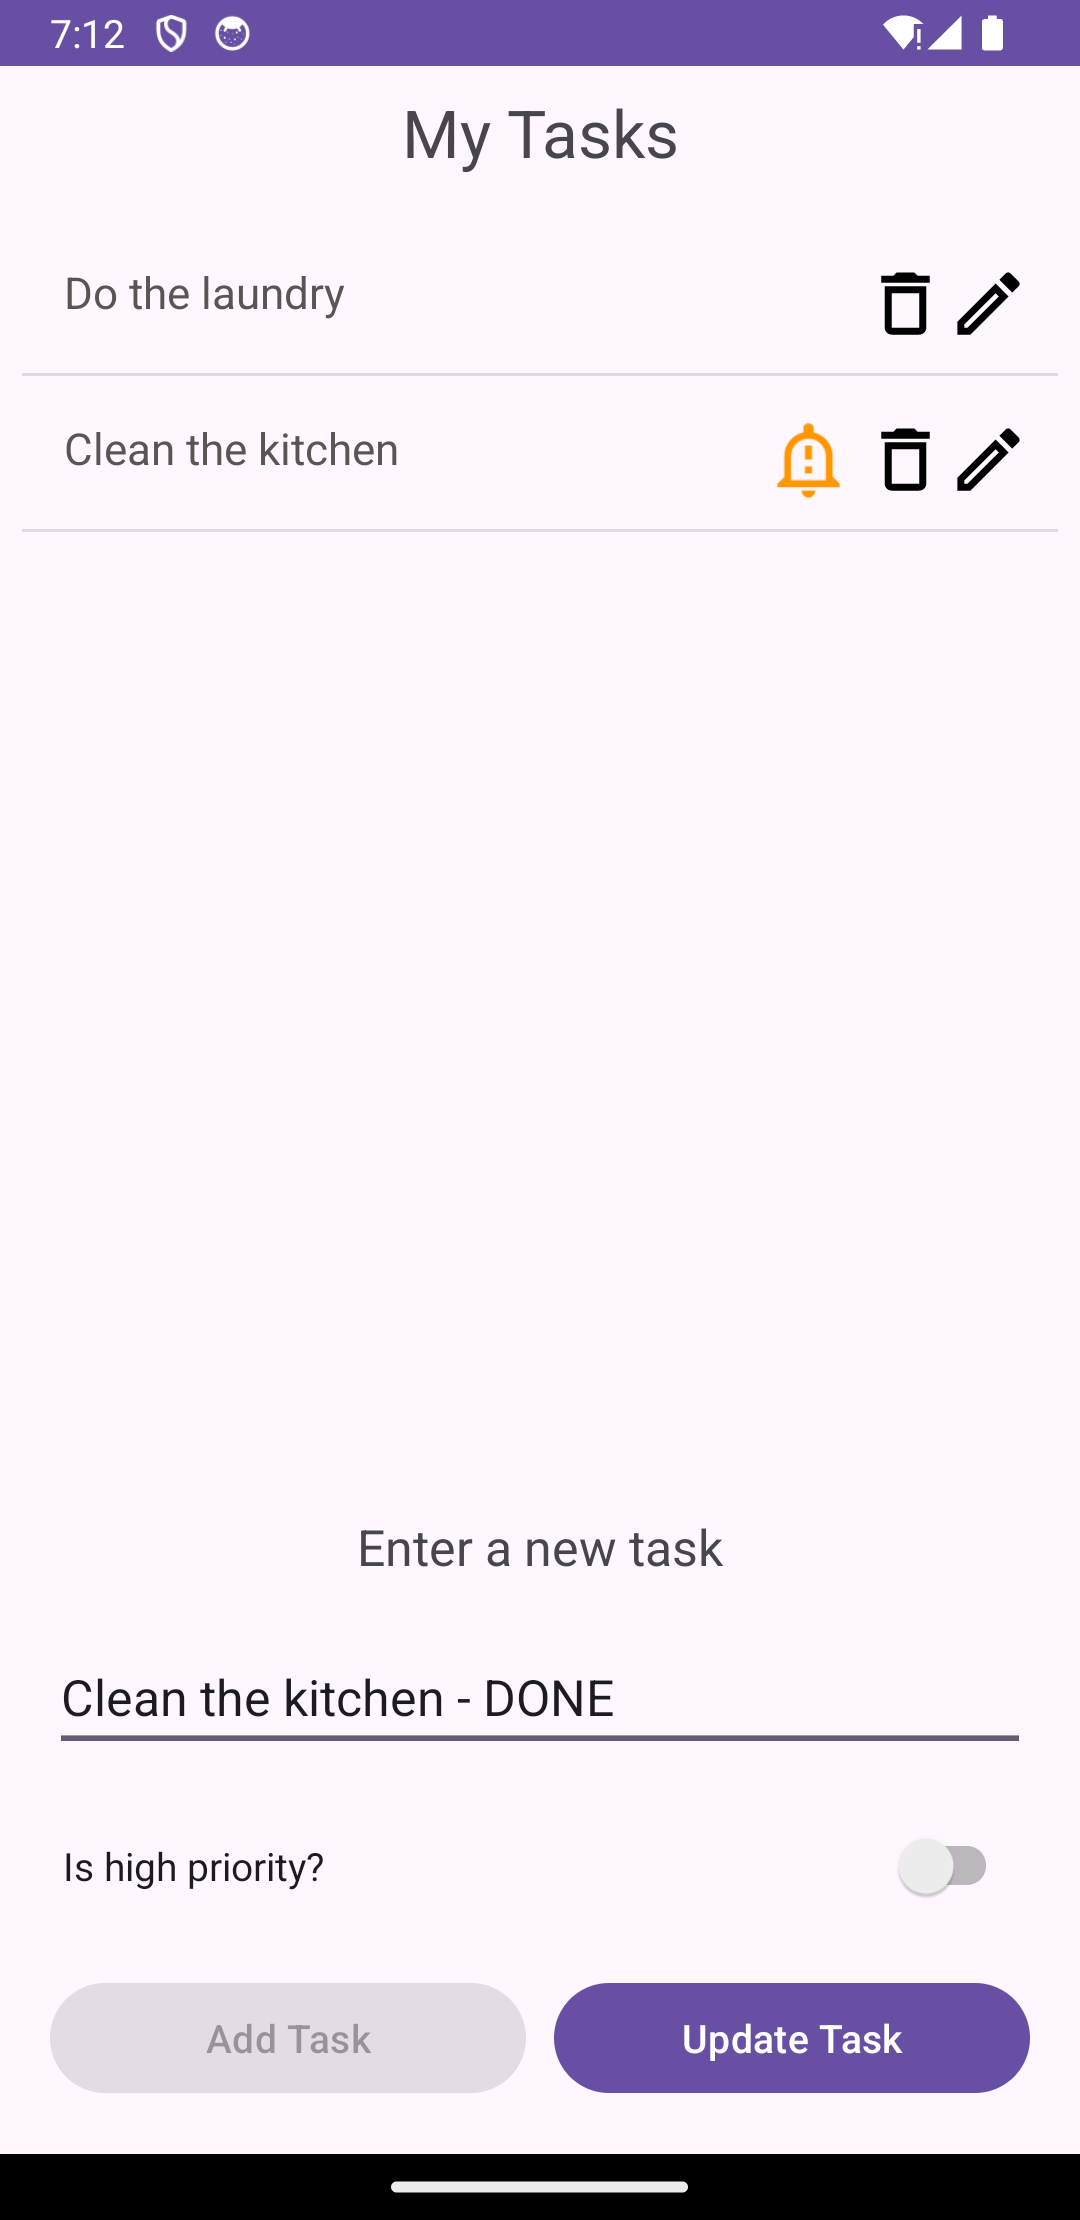 7:12
My Tasks
Do the laundry
Clean the kitchen
Enter a new task
Clean the kitchen - DONE
Is high priority?
Add Task
Update Task